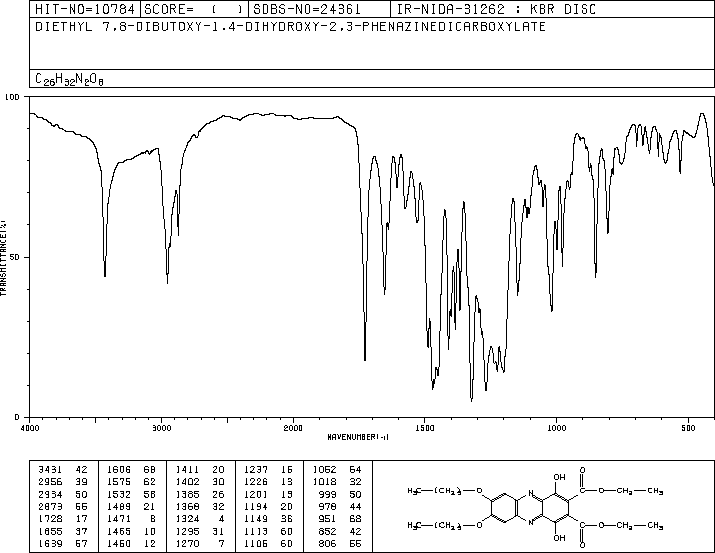 HIT-NO=10784 SCORE= ( ) SDBS-NO=24361 IR-NIDA-31262 : KBR DISC
DIETHYL 7,8-DIBUTOXY-1,4-DIHYDROXY-2,3-PHENAZINEDICARBOXYLATE
C26H32N2O8
100
50
0
TRANSMITTANCE(%)
4000 3000 2000 1500 1000 500
WAVENUMBER(-1)
3431 42 1606 68 1411 20 1237 16 1052 64
2956 39 1575 62 1402 30 1226 13 1018 32
2934 50 1532 58 1385 26 1201 13 999 50
2873 55 1489 21 1368 32 1194 20 978 44
1728 17 1471 8 1324 4 1149 36 951 68
1655 37 1465 10 1295 31 1113 60 852 42
1639 57 1450 12 1270 7 1106 60 806 55
OH O
H3C—(CH2)3—O N O—CH2—CH3
H3C—(CH2)3—O N O—CH2—CH3
OH O